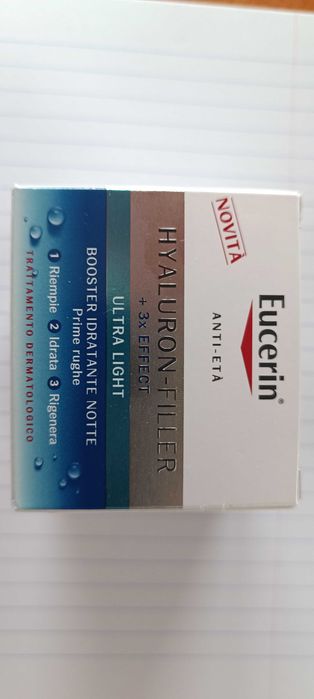 NOVITÀ
Eucerin®
ANTI-ETÀ
HYALURON-FILLER
+ 3x EFFECT
ULTRA LIGHT
BOOSTER IDRATANTE NOTTE
Prime rughe
1 Riempie 2 Idrata 3 Rigenera
TRATTAMENTO DERMATOLOGICO